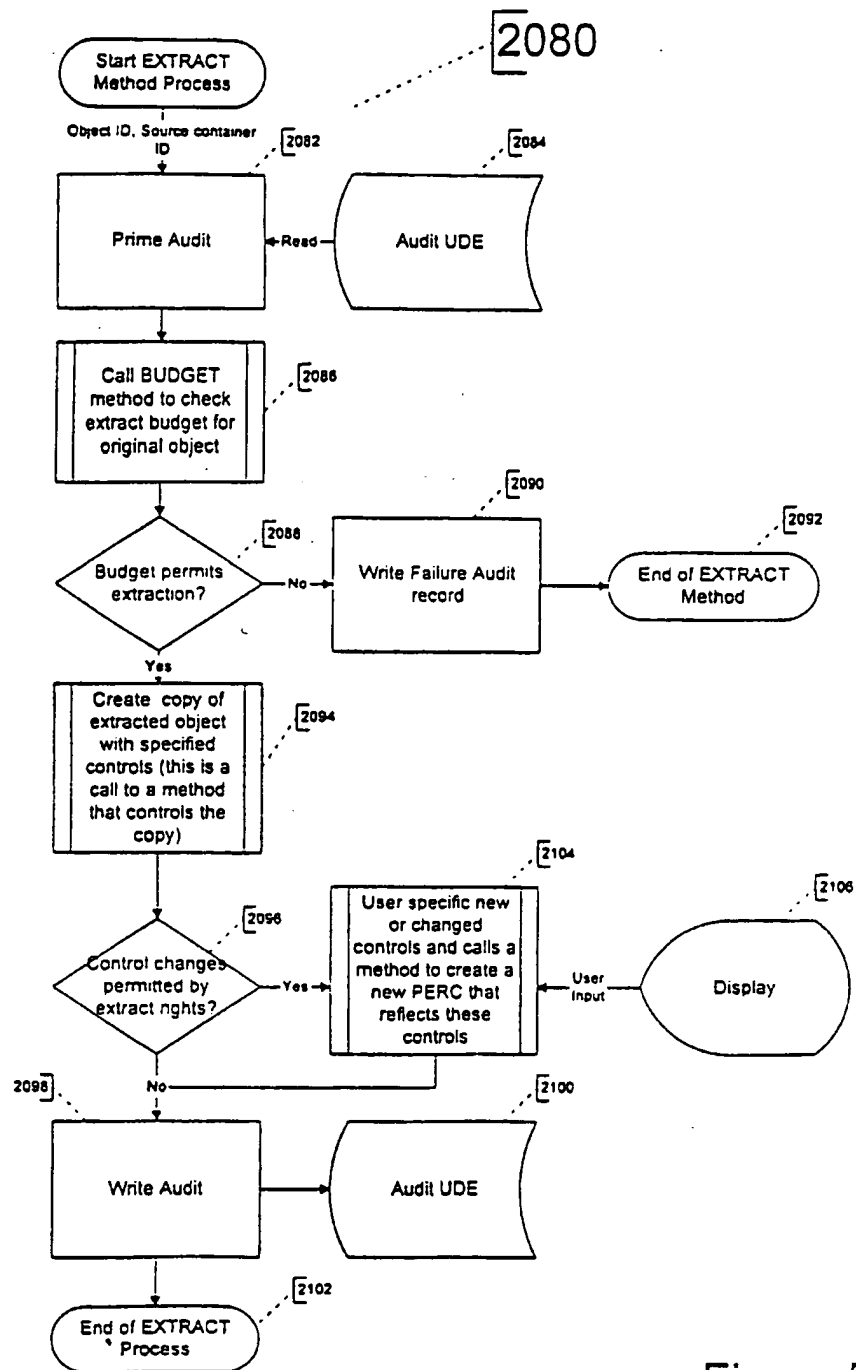 2080
Start EXTRACT
Method Process
Object ID, Source container
ID
2082
2084
Prime Audit
Read
Audit UDE
Call BUDGET
method to check
extract budget for
original object
2086
2090
2088
2092
Budget permits
extraction?
No
Write Failure Audit
record
End of EXTRACT
Method
Yes
Create copy of
extracted object
with specified
controls (this is a
call to a method
that controls the
copy)
2094
2104
2096
2106
Control changes
permitted by
extract rights?
Yes
User specific new
or changed
controls and calls a
method to create a
new PERC that
reflects these
controls
User
Input
Display
No
2098
2100
Write Audit
Audit UDE
2102
End of EXTRACT
Process